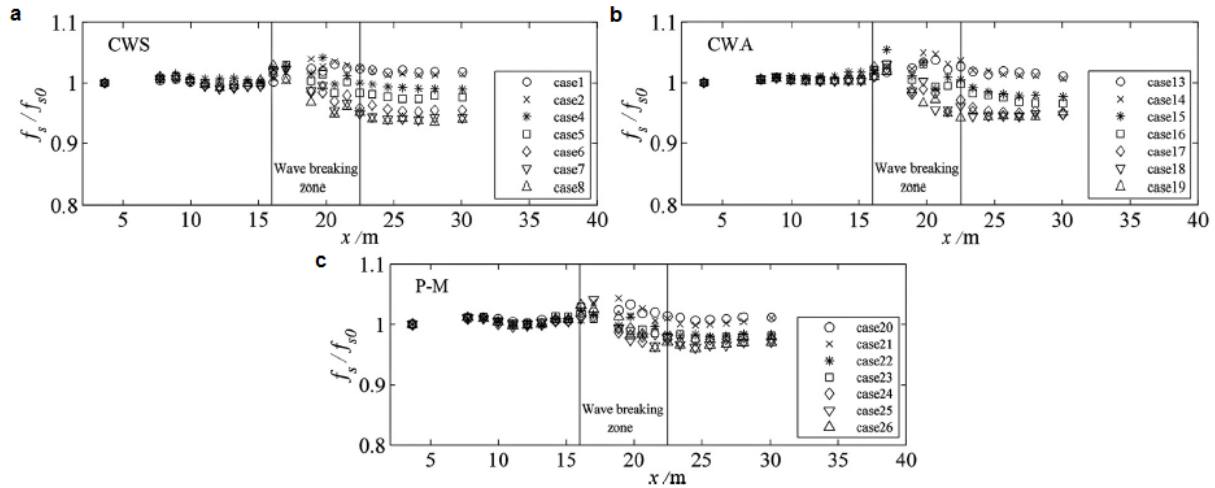 a
1.1
1
0.9
0.8
CWS
f_s / f_s0
Wave breaking
zone
case1
case2
case4
case5
case6
case7
case8
5 10 15 20 25 30 35 40
x /m
b
1.1
1
0.9
0.8
CWA
f_s / f_s0
Wave breaking
zone
case13
case14
case15
case16
case17
case18
case19
5 10 15 20 25 30 35 40
x /m
c
1.1
1
0.9
0.8
P-M
f_s / f_s0
Wave breaking
zone
case20
case21
case22
case23
case24
case25
case26
5 10 15 20 25 30 35 40
x /m